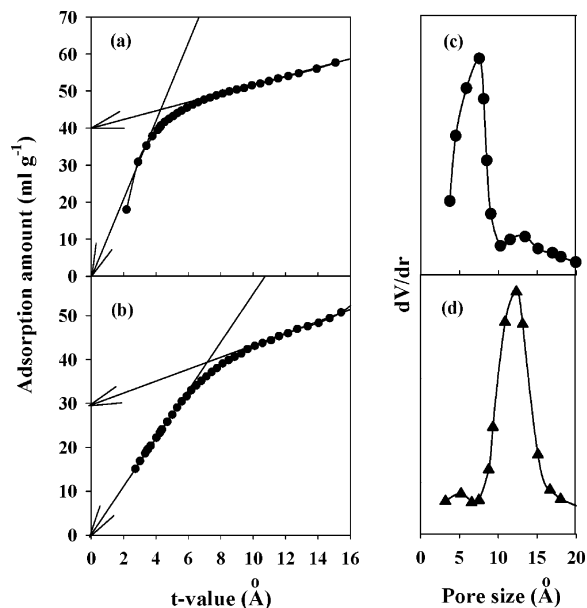 Adsorption amount (ml g-1)
(a)
70
60
50
40
30
20
10
0
(b)
50
40
30
20
10
0
0 2 4 6 8 10 12 14 16
t-value (Å)
dV/dr
(c)
(d)
0 5 10 15 20
Pore size (Å)